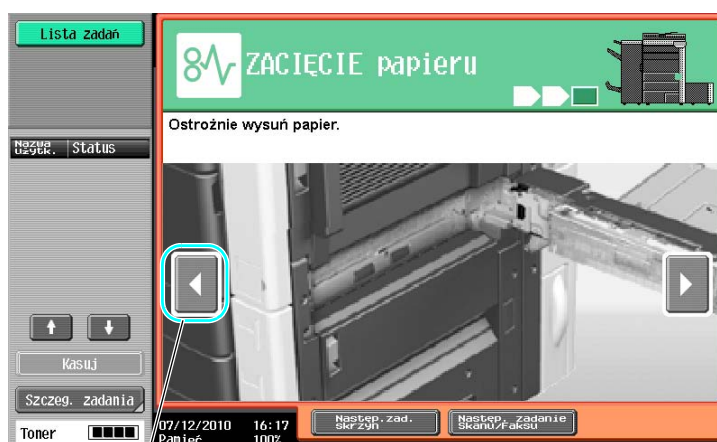 Lista zadań
ZACIĘCIE papieru
Ostrożnie wysuń papier.
Nazwa użytk.
Status
Kasuj
Szczeg. zadania
Toner
07/12/2010 16:17
Pamięć 100%
Następ.zad. skrzyń
Następ. zadanie Skanu/Faksu